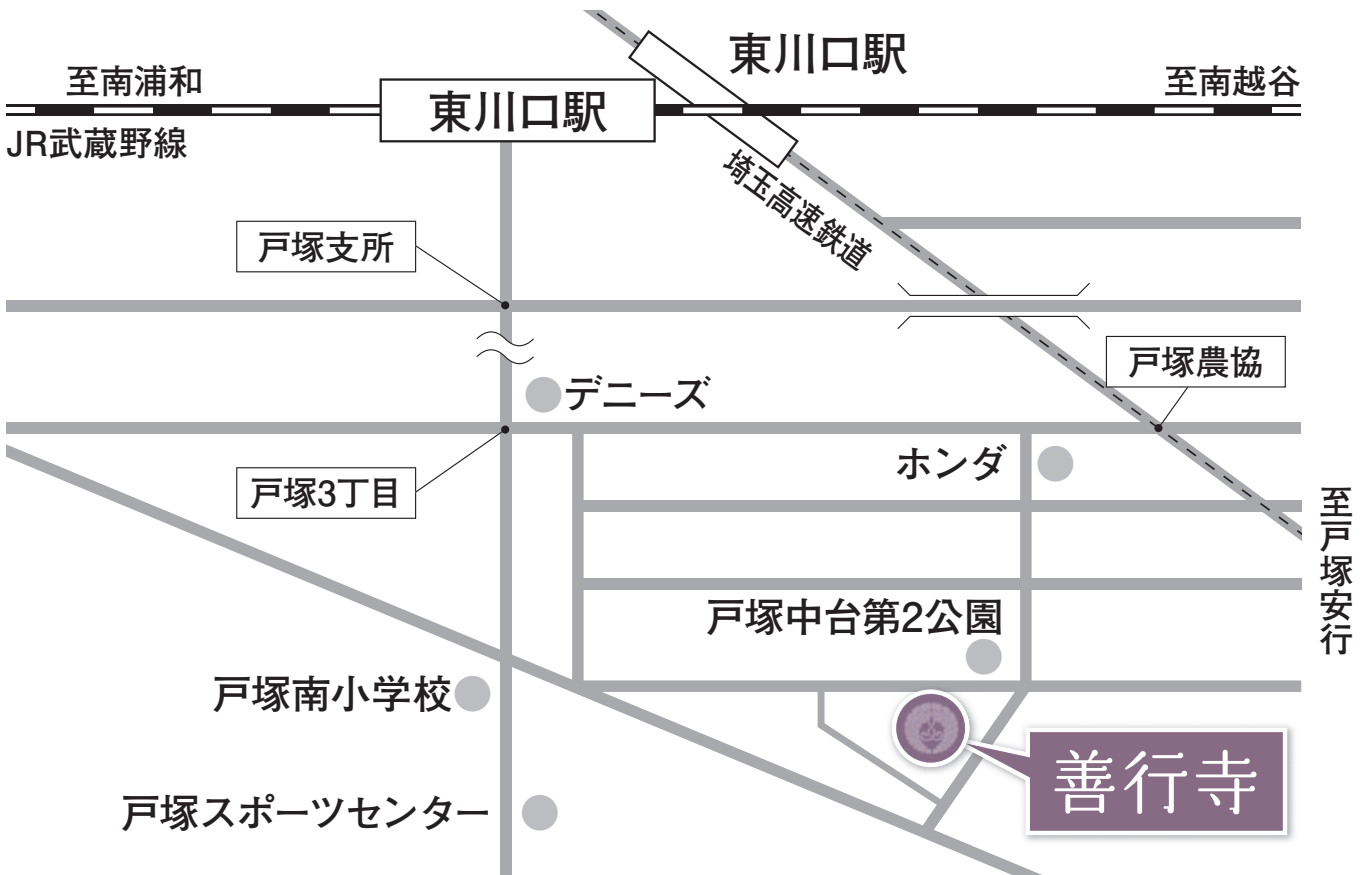 東川口駅
至南浦和
至南越谷
東川口駅
JR武蔵野線
埼玉高速鉄道
戸塚支所
戸塚農協
デニーズ
ホンダ
戸塚3丁目
至戸塚安行
戸塚中台第2公園
戸塚南小学校
善行寺
戸塚スポーツセンター